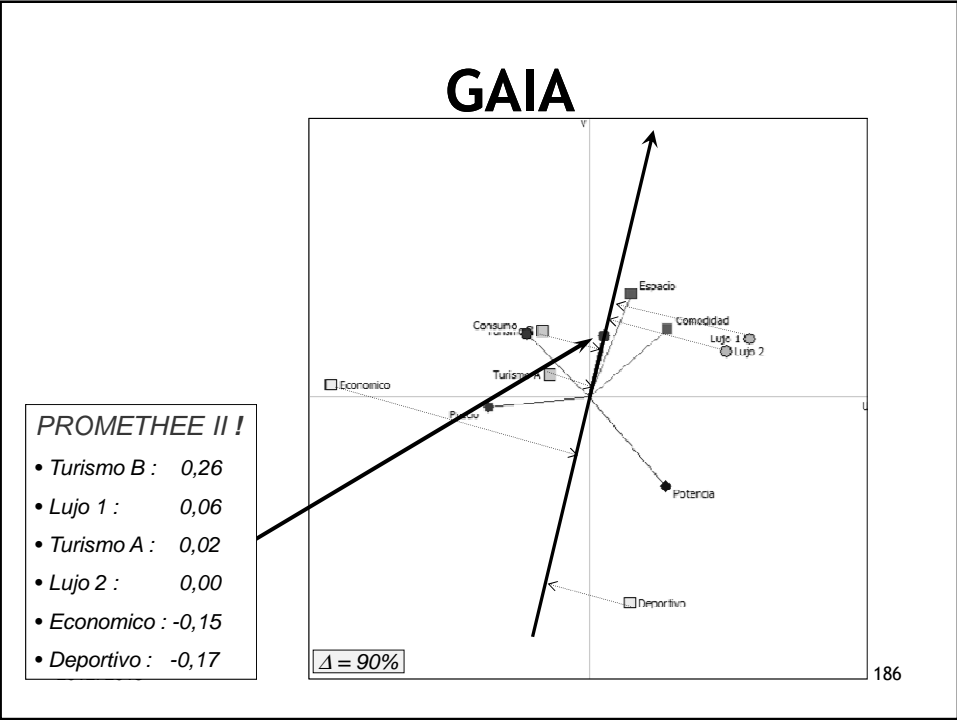 GAIA
V
Espacio
Comodidad
Consumo
Lujo 1
Lujo 2
Turismo A
Economico
U
Potencia
Deportivo
PROMETHEE II !
• Turismo B : 0,26
• Lujo 1 : 0,06
• Turismo A : 0,02
• Lujo 2 : 0,00
• Economico : -0,15
• Deportivo : -0,17
Δ = 90%
186